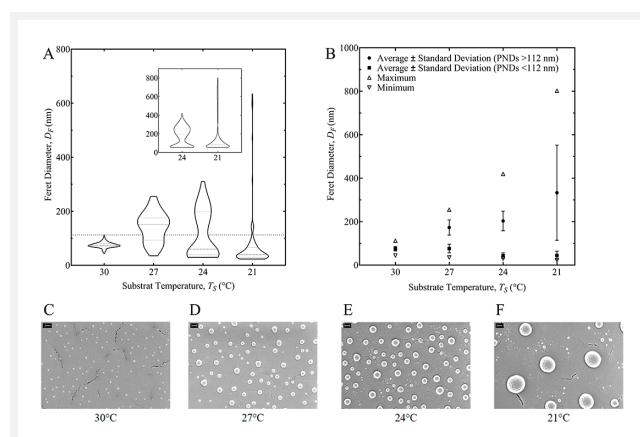 A
B
800
600
400
200
100
0
Feret Diameter, D_F (nm)
800
600
400
200
0
24
21
30
27
24
21
Substrat Temperature, T_S (°C)
1000
800
600
400
200
100
0
Feret Diameter, D_F (nm)
Average ± Standard Deviation (PNDs >112 nm)
Average ± Standard Deviation (PNDs <112 nm)
Maximum
Minimum
30
27
24
21
Substrate Temperature, T_S (°C)
C
D
E
F
30°C
27°C
24°C
21°C